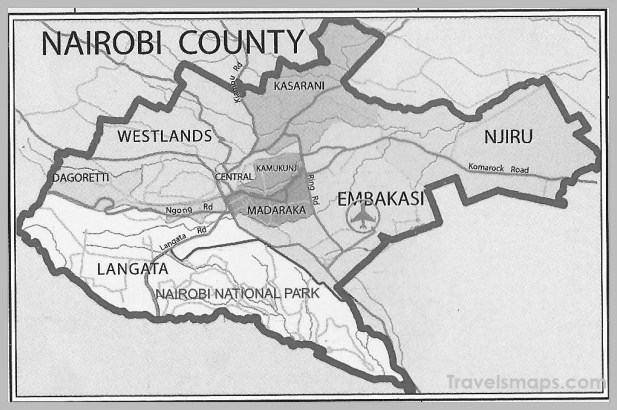 NAIROBI COUNTY
Kiambu Rd
KASARANI
WESTLANDS
NJIRU
KAMUKUNJ
Komarock Road
DAGORETTI
CENTRAL
Ring Rd
EMBAKASI
Ngong Rd
MADARAKA
Langata Rd
LANGATA
NAIROBI NATIONAL PARK
Travelsmaps.com